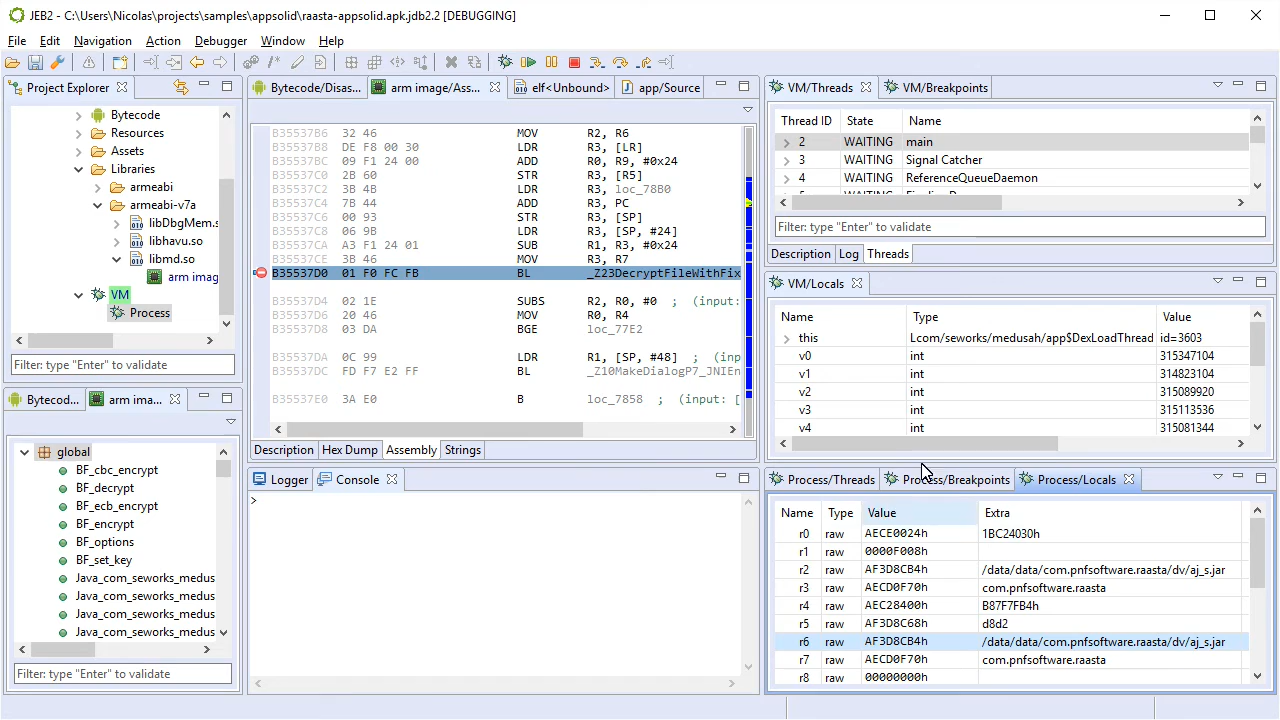 JEB2 - C:\Users\Nicolas\projects\samples\appsolid\raasta-appsolid.apk.jdb2.2 [DEBUGGING]
File Edit Navigation Action Debugger Window Help
Project Explorer
Bytecode
Resources
Assets
Libraries
armeabi
armeabi-v7a
libDbgMem.s
libhavu.so
libmd.so
arm imag
VM
Process
Filter: type "Enter" to validate
Bytecod... arm ima...
global
BF_cbc_encrypt
BF_decrypt
BF_ecb_encrypt
BF_encrypt
BF_options
BF_set_key
Java_com_seworks_medus
Java_com_seworks_medus
Java_com_seworks_medus
Java_com_seworks_medus
Filter: type "Enter" to validate
Bytecode/Disas... arm image/Ass... elf<Unbound> app/Source
B35537B6 32 46 MOV R2, R6
B35537B8 DE F8 00 30 LDR R3, [LR]
B35537BC 09 F1 24 00 ADD R0, R9, #0x24
B35537C0 2B 60 STR R3, [R5]
B35537C2 3B 4B LDR R3, loc_78B0
B35537C4 7B 44 ADD R3, PC
B35537C6 00 93 STR R3, [SP]
B35537C8 06 9B LDR R3, [SP, #24]
B35537CA A3 F1 24 01 SUB R1, R3, #0x24
B35537CE 3B 46 MOV R3, R7
B35537D0 01 F0 FC FB BL _Z23DecryptFileWithFix
B35537D4 02 1E SUBS R2, R0, #0 ; (input:
B35537D6 20 46 MOV R0, R4
B35537D8 03 DA BGE loc_77E2
B35537DA 0C 99 LDR R1, [SP, #48] ; (inp
B35537DC FD F7 E2 FF BL _Z10MakeDialogP7_JNIEn
B35537E0 3A E0 B loc_7858 ; (input: [
Description Hex Dump Assembly Strings
Logger Console
>
VM/Threads VM/Breakpoints
Thread ID State Name
2 WAITING main
3 WAITING Signal Catcher
4 WAITING ReferenceQueueDaemon
Filter: type "Enter" to validate
Description Log Threads
VM/Locals
Name Type Value
this Lcom/seworks/medusah/app$DexLoadThread id=3603
v0 int 315347104
v1 int 314823104
v2 int 315089920
v3 int 315113536
v4 int 315081344
Process/Threads Process/Breakpoints Process/Locals
Name Type Value Extra
r0 raw AECE0024h 1BC24030h
r1 raw 0000F008h
r2 raw AF3D8CB4h /data/data/com.pnfsoftware.raasta/dv/aj_s.jar
r3 raw AECD0F70h com.pnfsoftware.raasta
r4 raw AEC28400h B87F7FB4h
r5 raw AF3D8C68h d8d2
r6 raw AF3D8CB4h /data/data/com.pnfsoftware.raasta/dv/aj_s.jar
r7 raw AECD0F70h com.pnfsoftware.raasta
r8 raw 00000000h